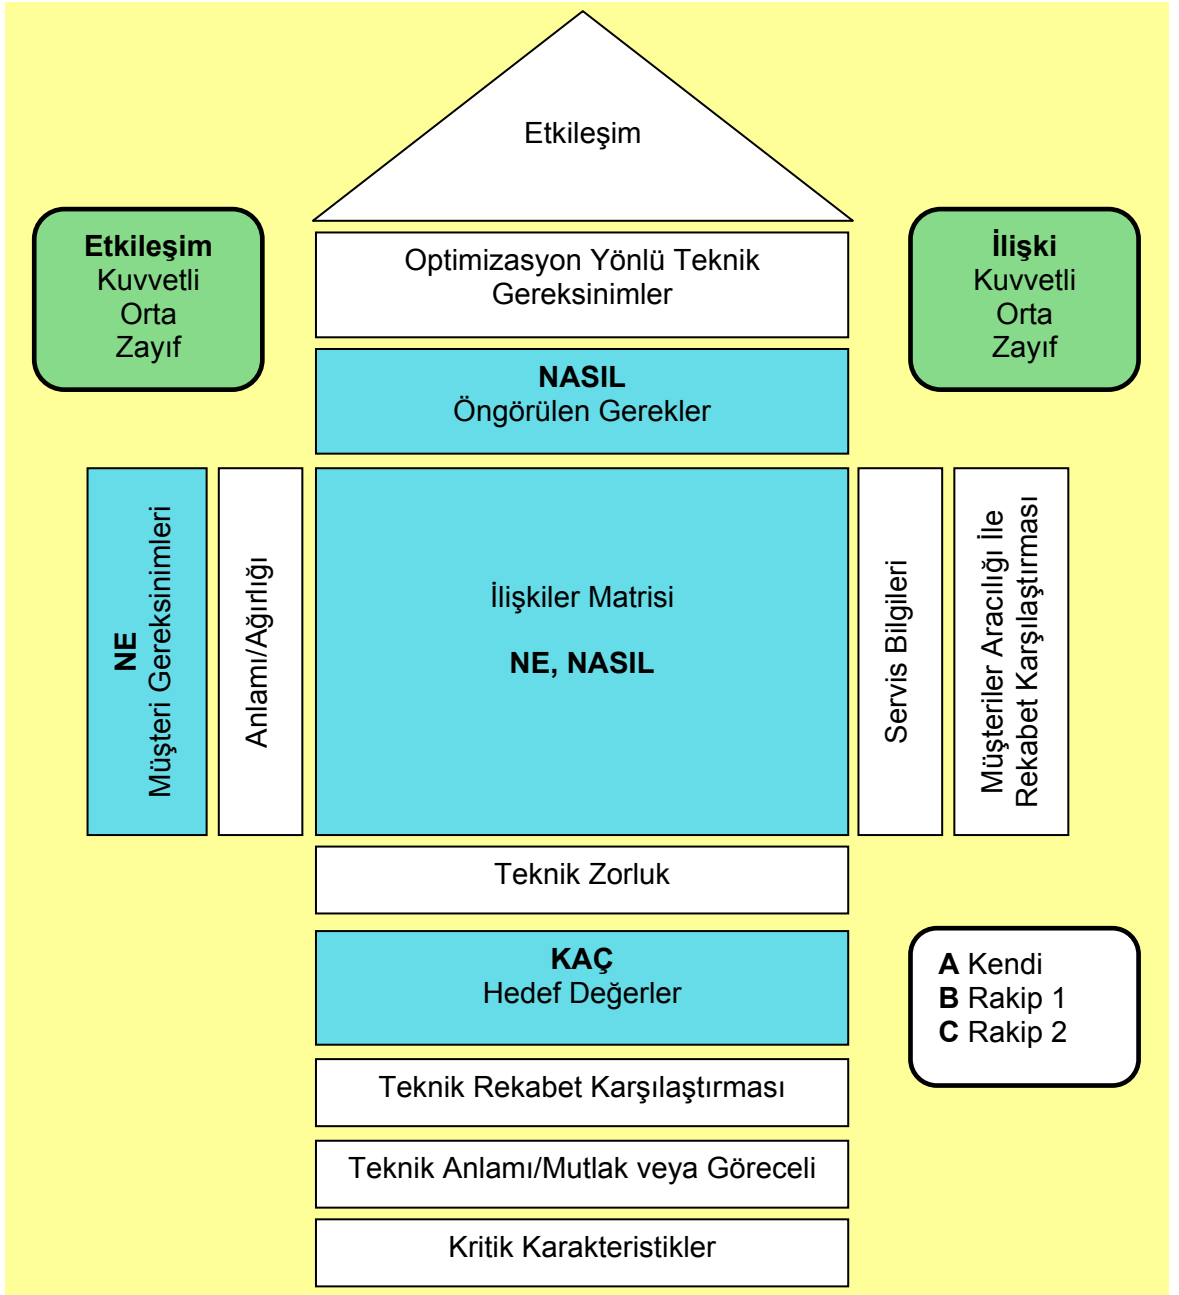 Etkileşim
Etkileşim
Kuvvetli
Orta
Zayıf
Optimizasyon Yönlü Teknik
Gereksinimler
İlişki
Kuvvetli
Orta
Zayıf
NASIL
Öngörülen Gerekler
NE
Müşteri Gereksinimleri
Anlamı/Ağırlığı
İlişkiler Matrisi
NE, NASIL
Servis Bilgileri
Müşteriler Aracılığı İle
Rekabet Karşılaştırması
Teknik Zorluk
KAÇ
Hedef Değerler
A Kendi
B Rakip 1
C Rakip 2
Teknik Rekabet Karşılaştırması
Teknik Anlamı/Mutlak veya Göreceli
Kritik Karakteristikler